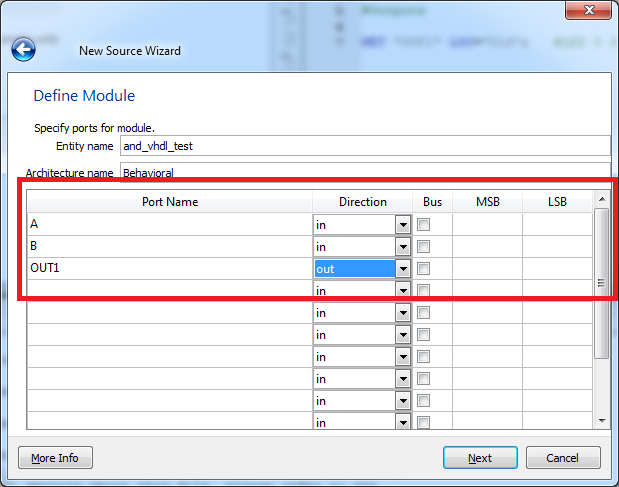 New Source Wizard
Define Module
Specify ports for module.
Entity name and_vhdl_test
Architecture name Behavioral
Port Name Direction Bus MSB LSB
A in
B in
OUT1 out
in
in
in
in
in
in
in
More Info Next Cancel